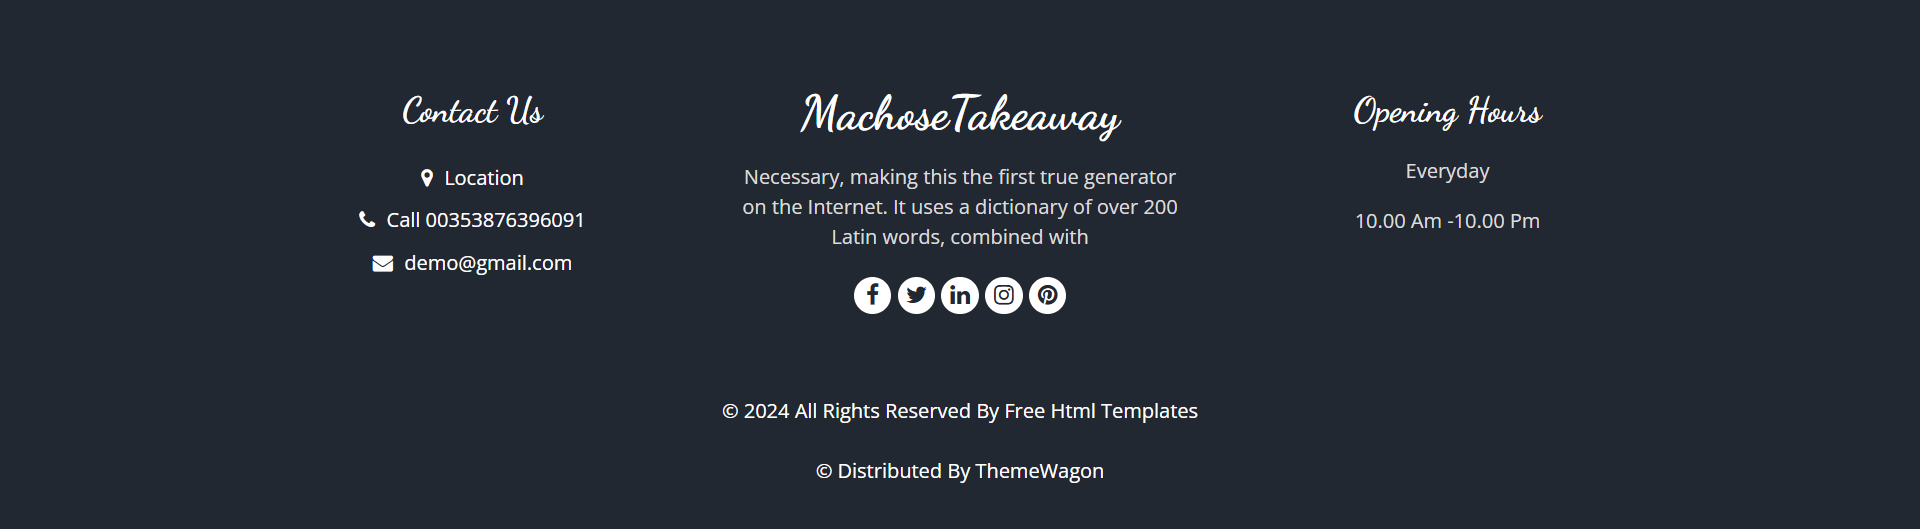 Contact Us
Location
Call 00353876396091
demo@gmail.com
MachoseTakeaway
Necessary, making this the first true generator
on the Internet. It uses a dictionary of over 200
Latin words, combined with
Opening Hours
Everyday
10.00 Am -10.00 Pm
© 2024 All Rights Reserved By Free Html Templates
© Distributed By ThemeWagon